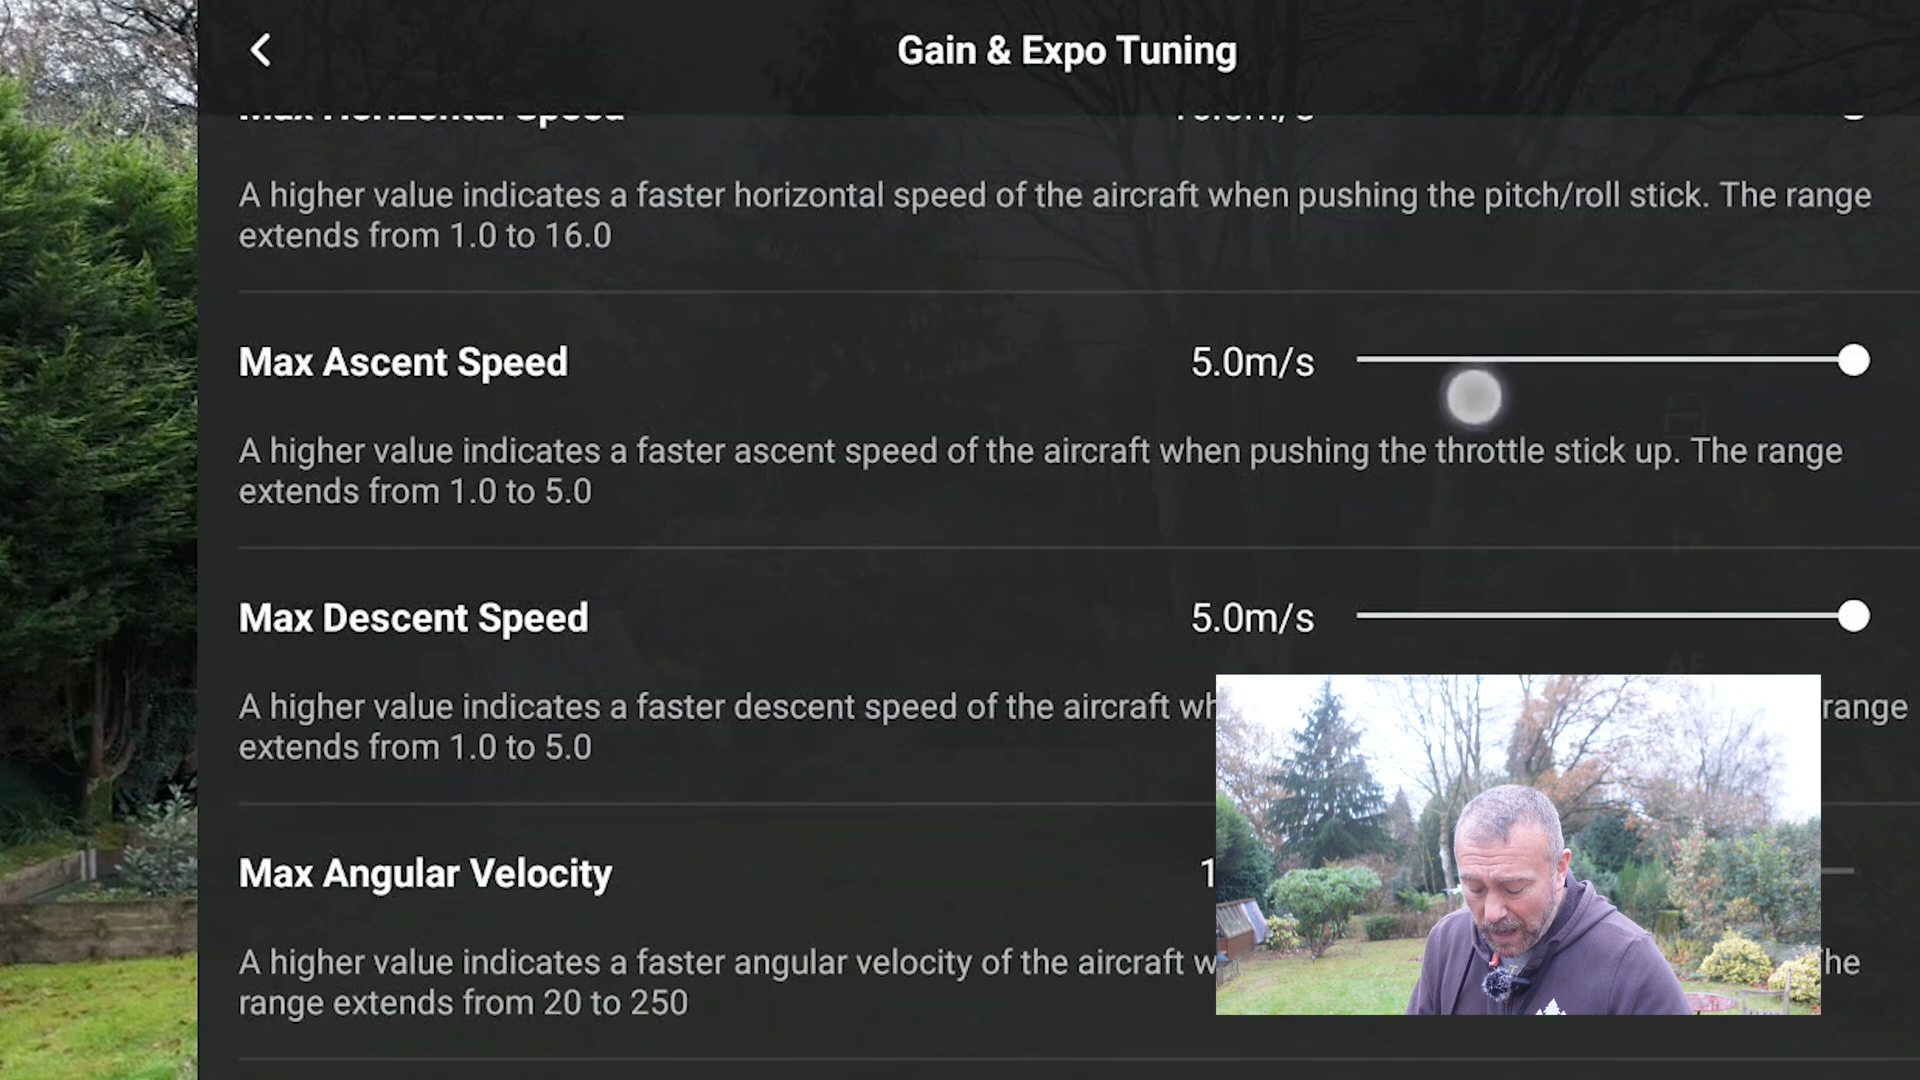 Gain & Expo Tuning
Max Horizontal Speed
A higher value indicates a faster horizontal speed of the aircraft when pushing the pitch/roll stick. The range
extends from 1.0 to 16.0
Max Ascent Speed 5.0m/s
A higher value indicates a faster ascent speed of the aircraft when pushing the throttle stick up. The range
extends from 1.0 to 5.0
Max Descent Speed 5.0m/s
A higher value indicates a faster descent speed of the aircraft range
extends from 1.0 to 5.0
Max Angular Velocity
A higher value indicates a faster angular velocity of the aircraft
range extends from 20 to 250